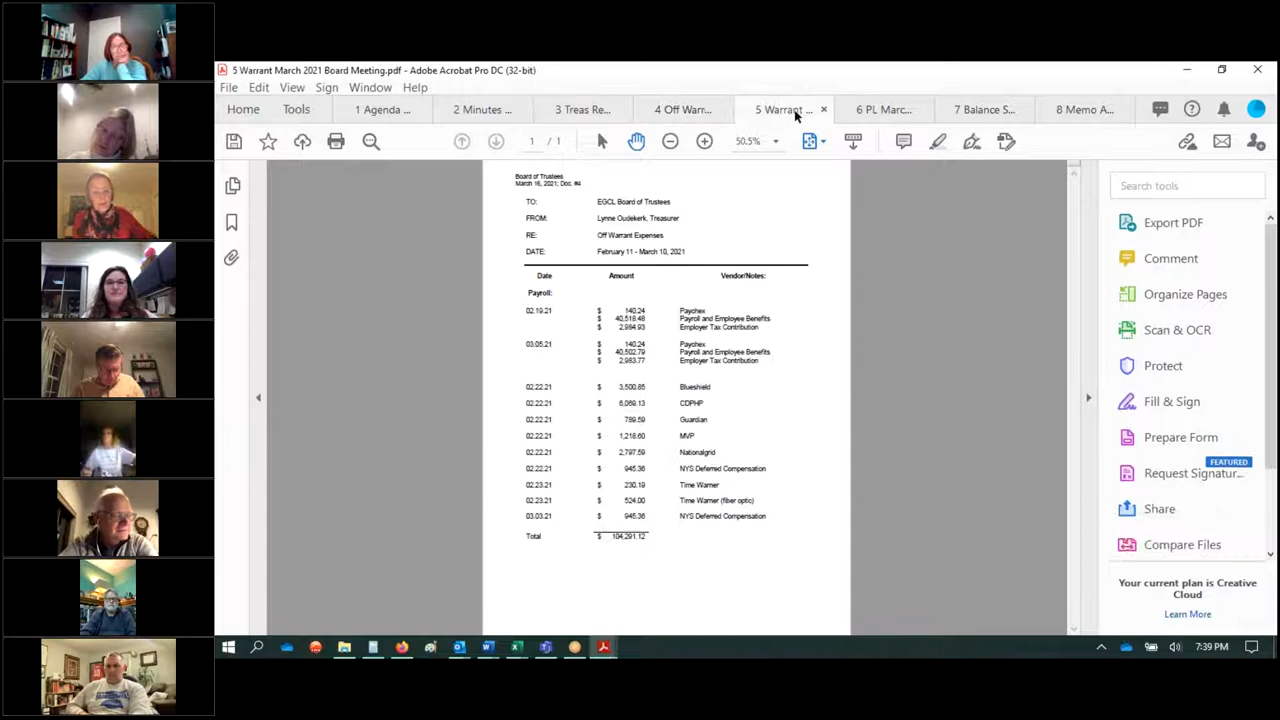 5 Warrant March 2021 Board Meeting.pdf - Adobe Acrobat Pro DC (32-bit)
File Edit View Sign Window Help
Home Tools 1 Agenda ... 2 Minutes ... 3 Treas Re... 4 Off Warr... 5 Warrant ... 6 PL Marc... 7 Balance S... 8 Memo A...
1 / 1 50.5%
Board of Trustees
March 16, 2021; Doc. #4
TO: EGCL Board of Trustees
FROM: Lynne Oudekerk, Treasurer
RE: Off Warrant Expenses
DATE: February 11 - March 10, 2021
Date Amount Vendor/Notes:
Payroll:
02.19.21 $ 140.24 Paychex
$ 40,518.48 Payroll and Employee Benefits
$ 2,984.93 Employer Tax Contribution
03.05.21 $ 140.24 Paychex
$ 40,502.79 Payroll and Employee Benefits
$ 2,983.77 Employer Tax Contribution
02.22.21 $ 3,500.85 Blueshield
02.22.21 $ 6,069.13 CDPHP
02.22.21 $ 789.59 Guardian
02.22.21 $ 1,218.60 MVP
02.22.21 $ 2,797.59 Nationalgrid
02.22.21 $ 945.36 NYS Deferred Compensation
02.23.21 $ 230.19 Time Warner
02.23.21 $ 524.00 Time Warner (fiber optic)
03.03.21 $ 945.36 NYS Deferred Compensation
Total $ 104,291.12
Search tools
Export PDF
Comment
Organize Pages
Scan & OCR
Protect
Fill & Sign
Prepare Form
FEATURED
Request Signatur...
Share
Compare Files
Your current plan is Creative
Cloud
Learn More
7:39 PM